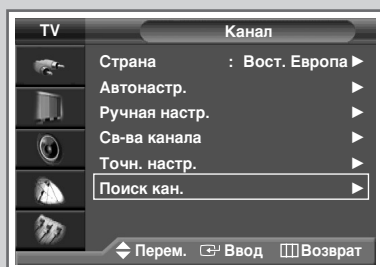 TV Канал
Страна : Вост. Европа
Автонастр.
Ручная настр.
Св-ва канала
Точн. настр.
Поиск кан.
Перем. Ввод Возврат